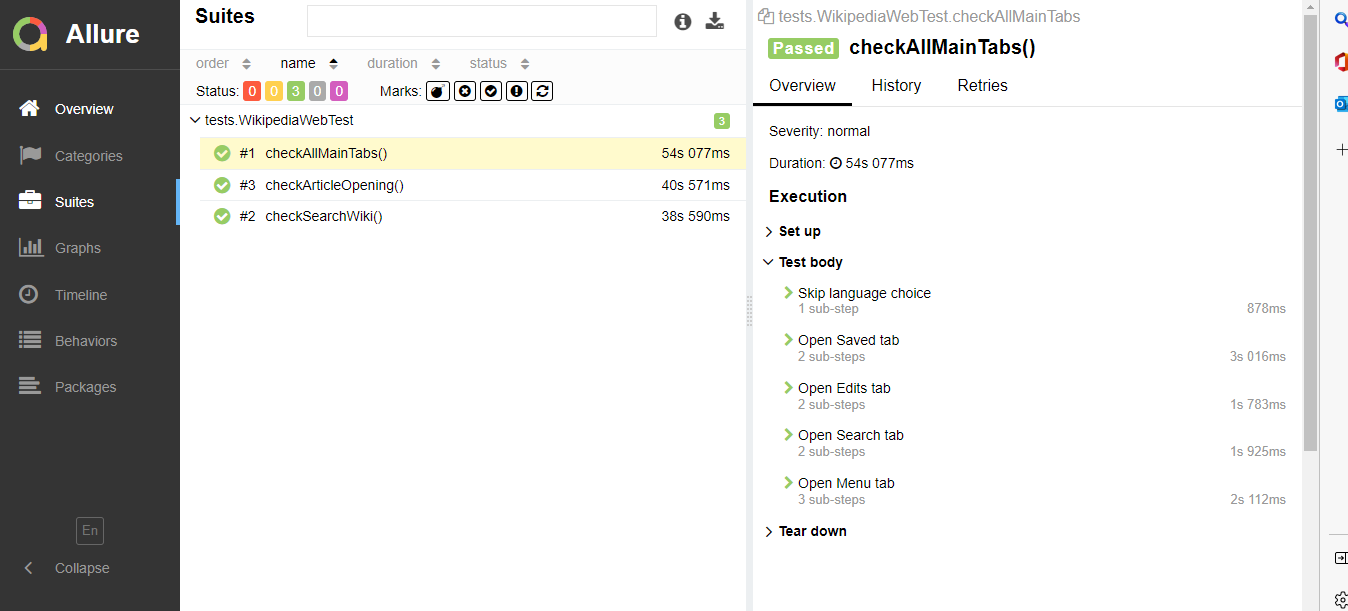 Allure
Overview
Categories
Suites
Graphs
Timeline
Behaviors
Packages
En
Collapse
Suites
order name duration status
Status: 0 0 3 0 0 Marks:
tests.WikipediaWebTest 3
#1 checkAllMainTabs() 54s 077ms
#3 checkArticleOpening() 40s 571ms
#2 checkSearchWiki() 38s 590ms
tests.WikipediaWebTest.checkAllMainTabs
Passed checkAllMainTabs()
Overview History Retries
Severity: normal
Duration: 54s 077ms
Execution
Set up
Test body
Skip language choice
1 sub-step 878ms
Open Saved tab
2 sub-steps 3s 016ms
Open Edits tab
2 sub-steps 1s 783ms
Open Search tab
2 sub-steps 1s 925ms
Open Menu tab
3 sub-steps 2s 112ms
Tear down